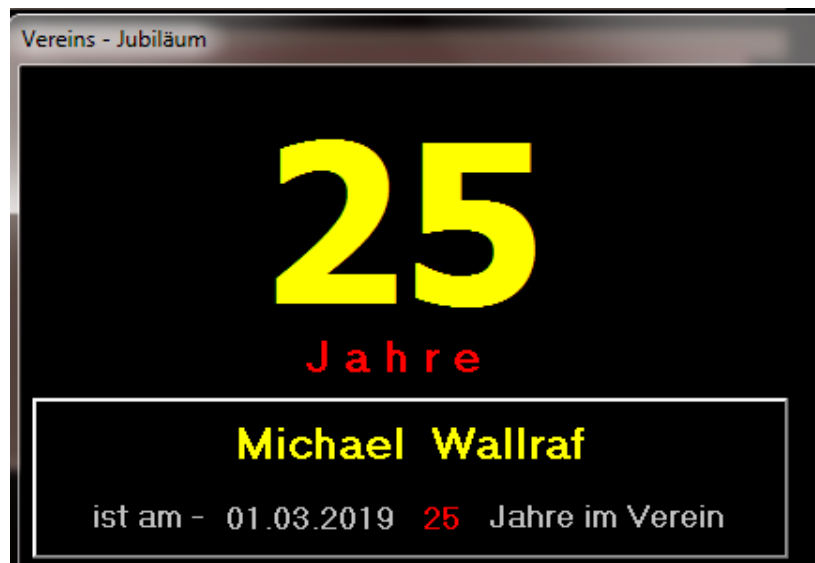 Vereins - Jubiläum
25
Jahre
Michael Wallraf
ist am - 01.03.2019 25 Jahre im Verein